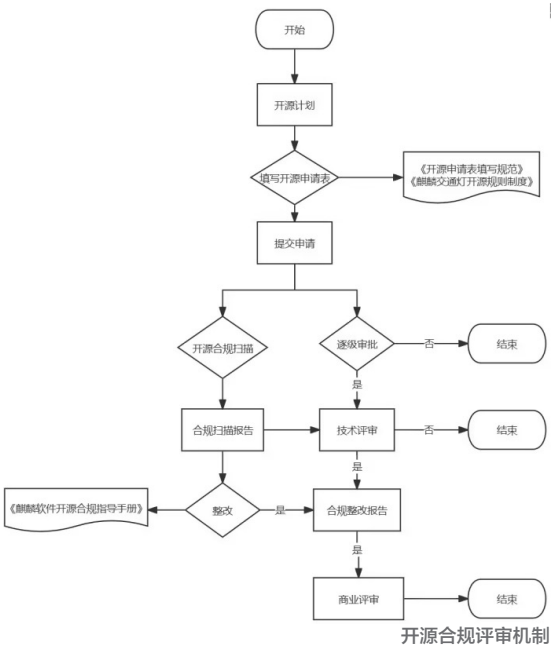 开始
开源计划
填写开源申请表
《开源申请表填写规范》
《麒麟交通灯开源规则制度》
提交申请
开源合规扫描
逐级审批
否
结束
是
合规扫描报告
技术评审
否
结束
是
《麒麟软件开源合规指导手册》
整改
是
合规整改报告
是
商业评审
结束
开源合规评审机制